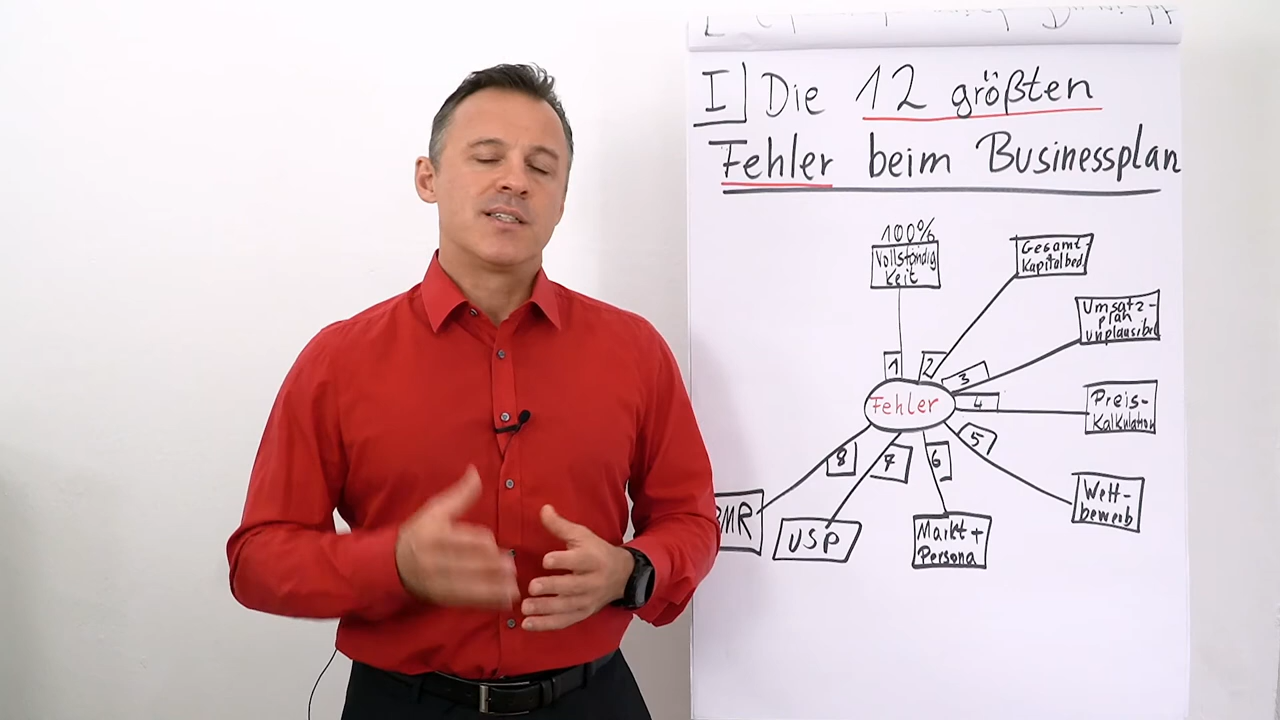 I Die 12 größten
Fehler beim Businessplan
100%
Vollständig
Keit
Gesamt-
Kapitalbed.
Umsatz-
plan
unplausibel
Preis-
Kalkulation
Wett-
bewerb
Markt +
Persona
USP
Fehler
1
2
3
4
5
6
7
8